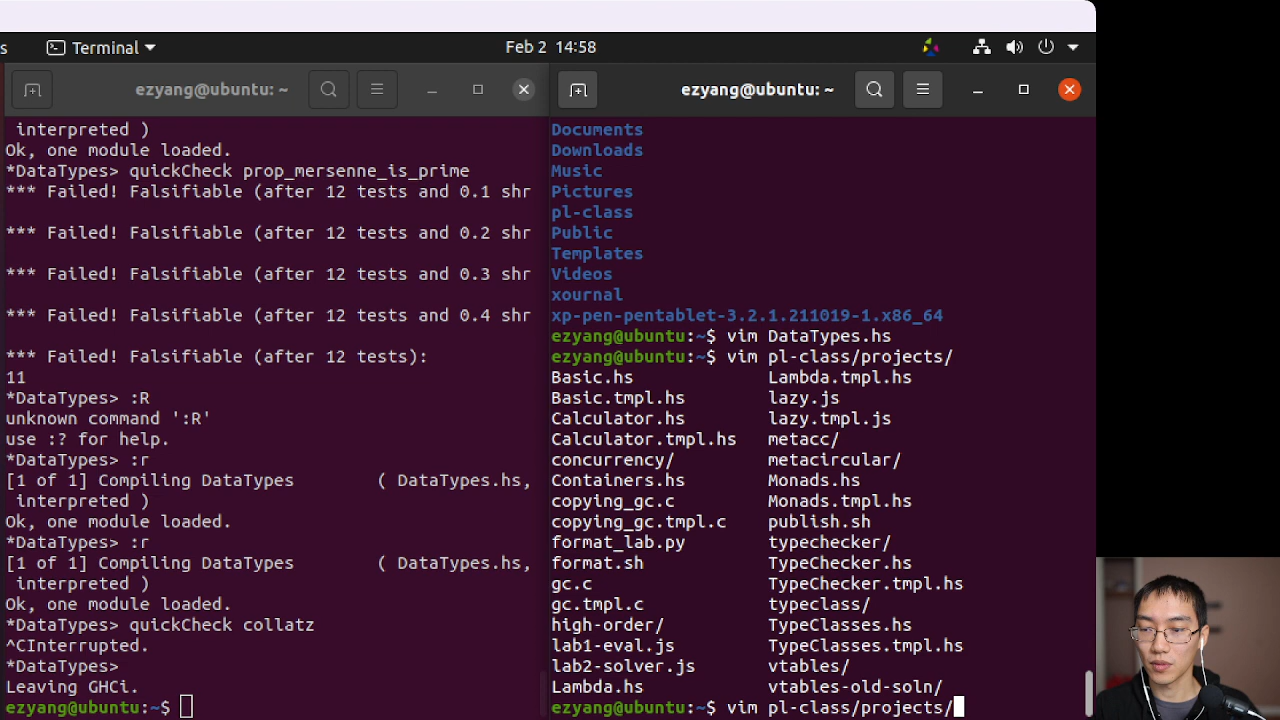 s
Terminal
Feb 2 14:58
ezyang@ubuntu: ~
interpreted )
Ok, one module loaded.
*DataTypes> quickCheck prop_mersenne_is_prime
*** Failed! Falsifiable (after 12 tests and 0.1 shr
*** Failed! Falsifiable (after 12 tests and 0.2 shr
*** Failed! Falsifiable (after 12 tests and 0.3 shr
*** Failed! Falsifiable (after 12 tests and 0.4 shr
*** Failed! Falsifiable (after 12 tests):
11
*DataTypes> :R
unknown command ':R'
use :? for help.
*DataTypes> :r
[1 of 1] Compiling DataTypes        ( DataTypes.hs,
interpreted )
Ok, one module loaded.
*DataTypes> :r
[1 of 1] Compiling DataTypes        ( DataTypes.hs,
interpreted )
Ok, one module loaded.
*DataTypes> quickCheck collatz
^CInterrupted.
*DataTypes>
Leaving GHCi.
ezyang@ubuntu:~$
ezyang@ubuntu: ~
Documents
Downloads
Music
Pictures
pl-class
Public
Templates
Videos
xournal
xp-pen-pentablet-3.2.1.211019-1.x86_64
ezyang@ubuntu:~$ vim DataTypes.hs
ezyang@ubuntu:~$ vim pl-class/projects/
Basic.hs             Lambda.tmpl.hs
Basic.tmpl.hs        lazy.js
Calculator.hs        lazy.tmpl.js
Calculator.tmpl.hs   metacc/
concurrency/         metacircular/
Containers.hs        Monads.hs
copying_gc.c         Monads.tmpl.hs
copying_gc.tmpl.c    publish.sh
format_lab.py        typechecker/
format.sh            TypeChecker.hs
gc.c                 TypeChecker.tmpl.hs
gc.tmpl.c            typeclass/
high-order/          TypeClasses.hs
lab1-eval.js         TypeClasses.tmpl.hs
lab2-solver.js       vtables/
Lambda.hs            vtables-old-soln/
ezyang@ubuntu:~$ vim pl-class/projects/